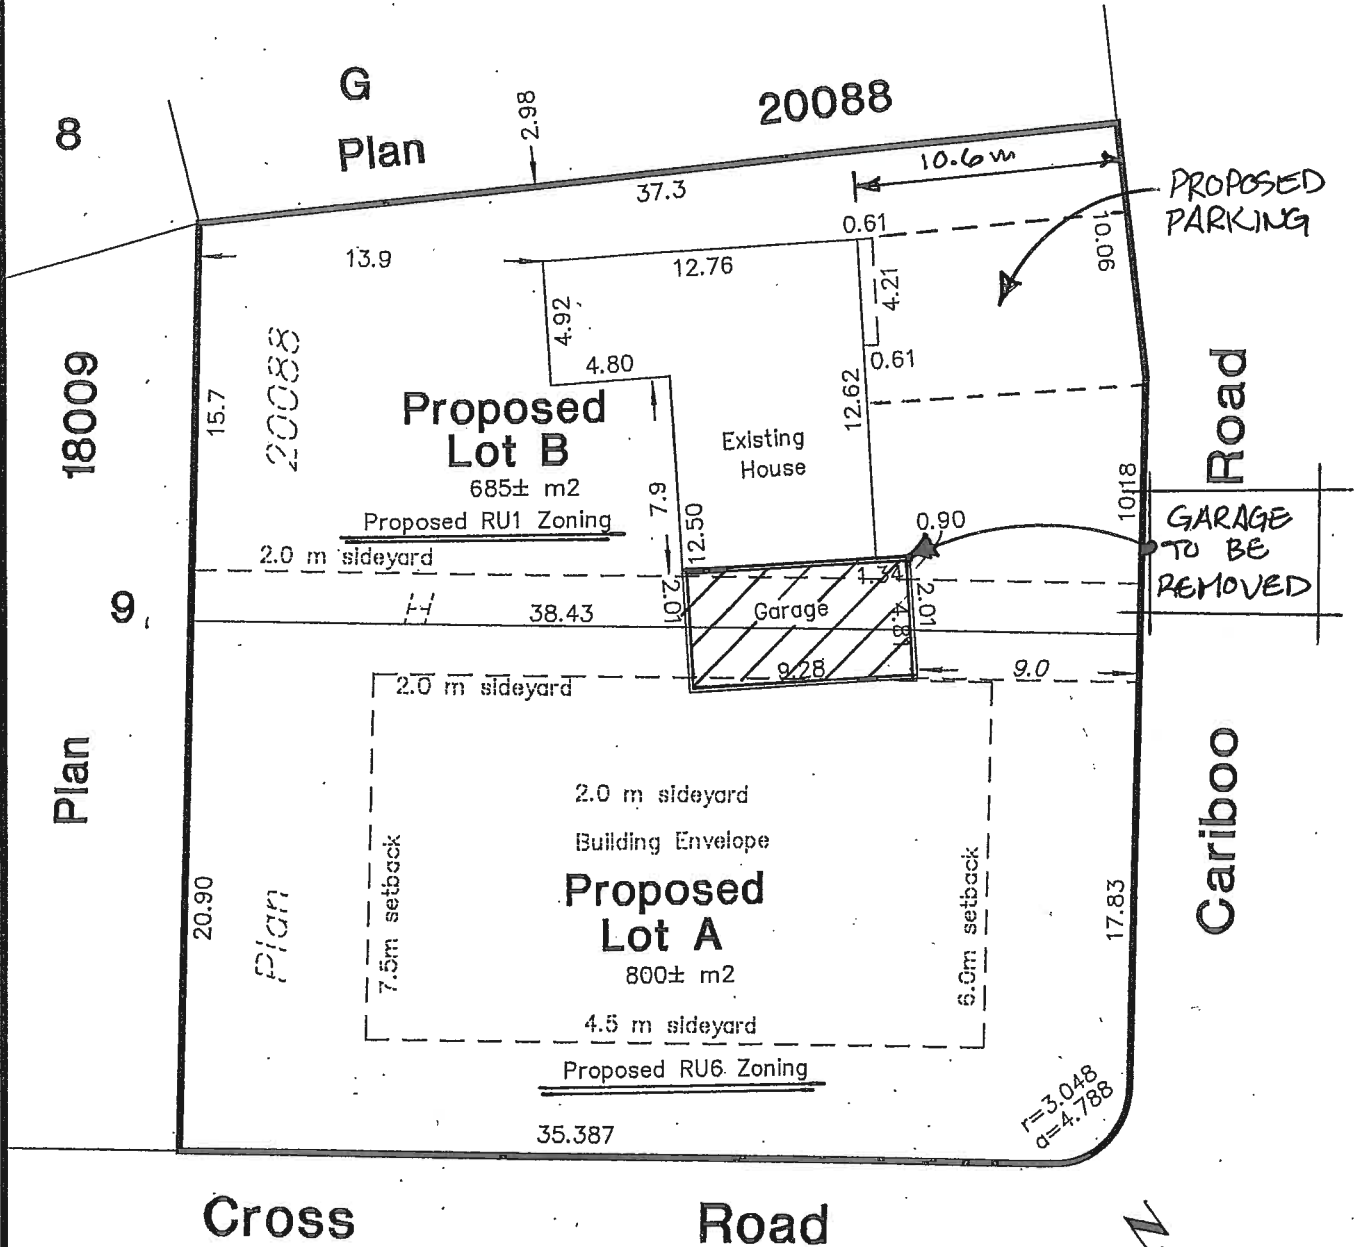 G
8
Plan
20088
2.98
37.3
10.6 m
PROPOSED
PARKING
0.61
10.06
13.9
12.76
4.21
4.92
4.80
0.61
18009
20088
15.7
12.62
Proposed
Lot B
685± m2
Proposed RU1 Zoning
Existing
House
Road
7.9
12.50
10.18
0.90
GARAGE
TO BE
REMOVED
2.0 m sideyard
1.34
9
H
38.43
2.01
Garage
4.81
2.01
9.28
9.0
2.0 m sideyard
Plan
2.0 m sideyard
Building Envelope
Proposed
Lot A
800± m2
7.5m setback
6.0m setback
Cariboo
20.90
Plan
17.83
4.5 m sideyard
Proposed RU6 Zoning
r=3.048
a=4.788
35.387
Cross Road
N